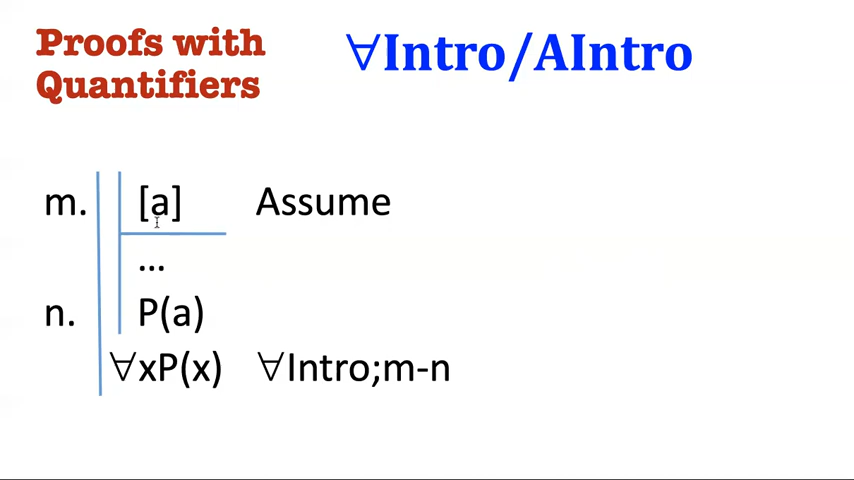 Proofs with
Quantifiers
∀Intro/AIntro
m. [a] Assume
...
n. P(a)
∀xP(x) ∀Intro;m-n